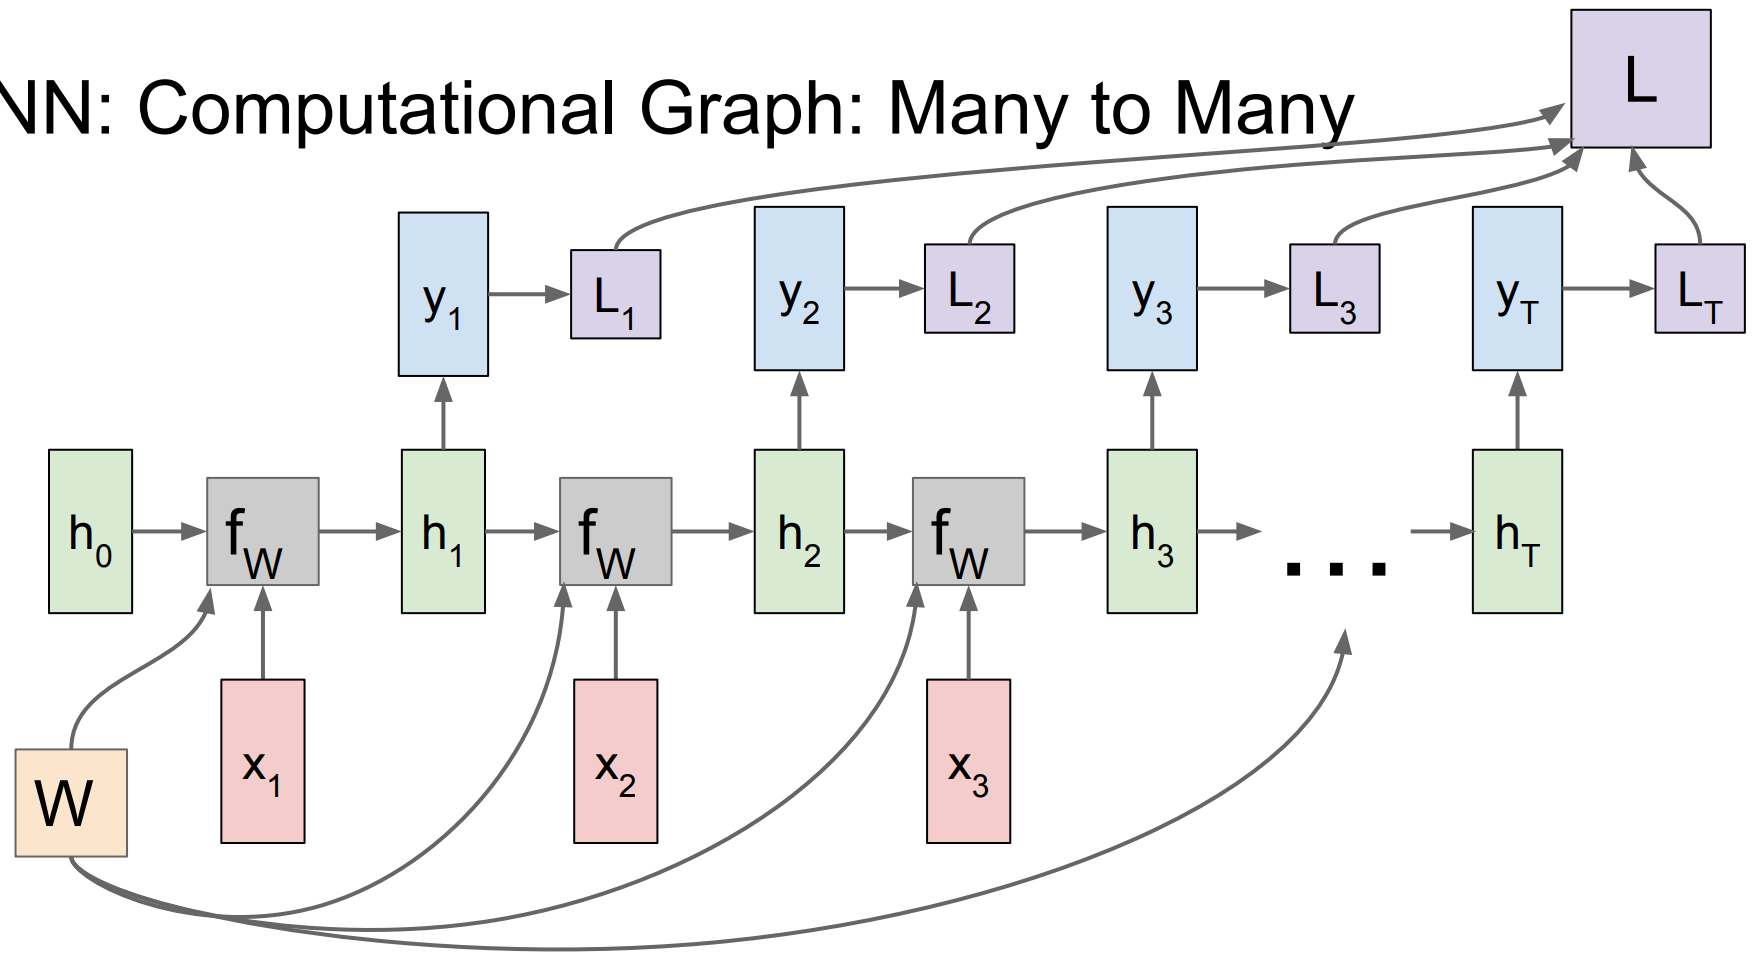 L
NN: Computational Graph: Many to Many
y1 L1 y2 L2 y3 L3 yT LT
h0 fW h1 fW h2 fW h3 ... hT
W x1 x2 x3